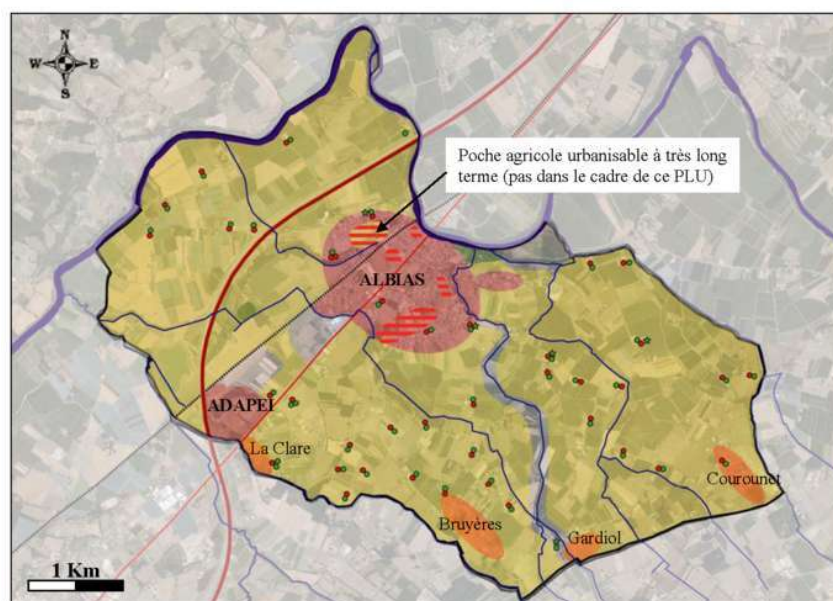 N
W E
S
Poche agricole urbanisable à très long
terme (pas dans le cadre de ce PLU)
ALBIAS
ADAPEI
La Clare
Courounet
Bruyères
Gardiol
1 Km